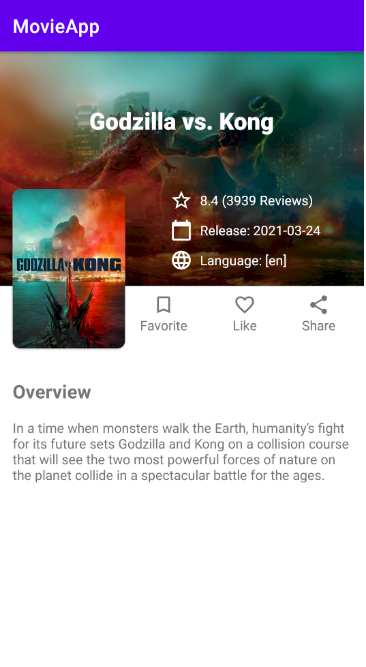 MovieApp
Godzilla vs. Kong
8.4 (3939 Reviews)
Release: 2021-03-24
Language: [en]
GODZILLA VS. KONG
Favorite
Like
Share
Overview
In a time when monsters walk the Earth, humanity's fight
for its future sets Godzilla and Kong on a collision course
that will see the two most powerful forces of nature on
the planet collide in a spectacular battle for the ages.